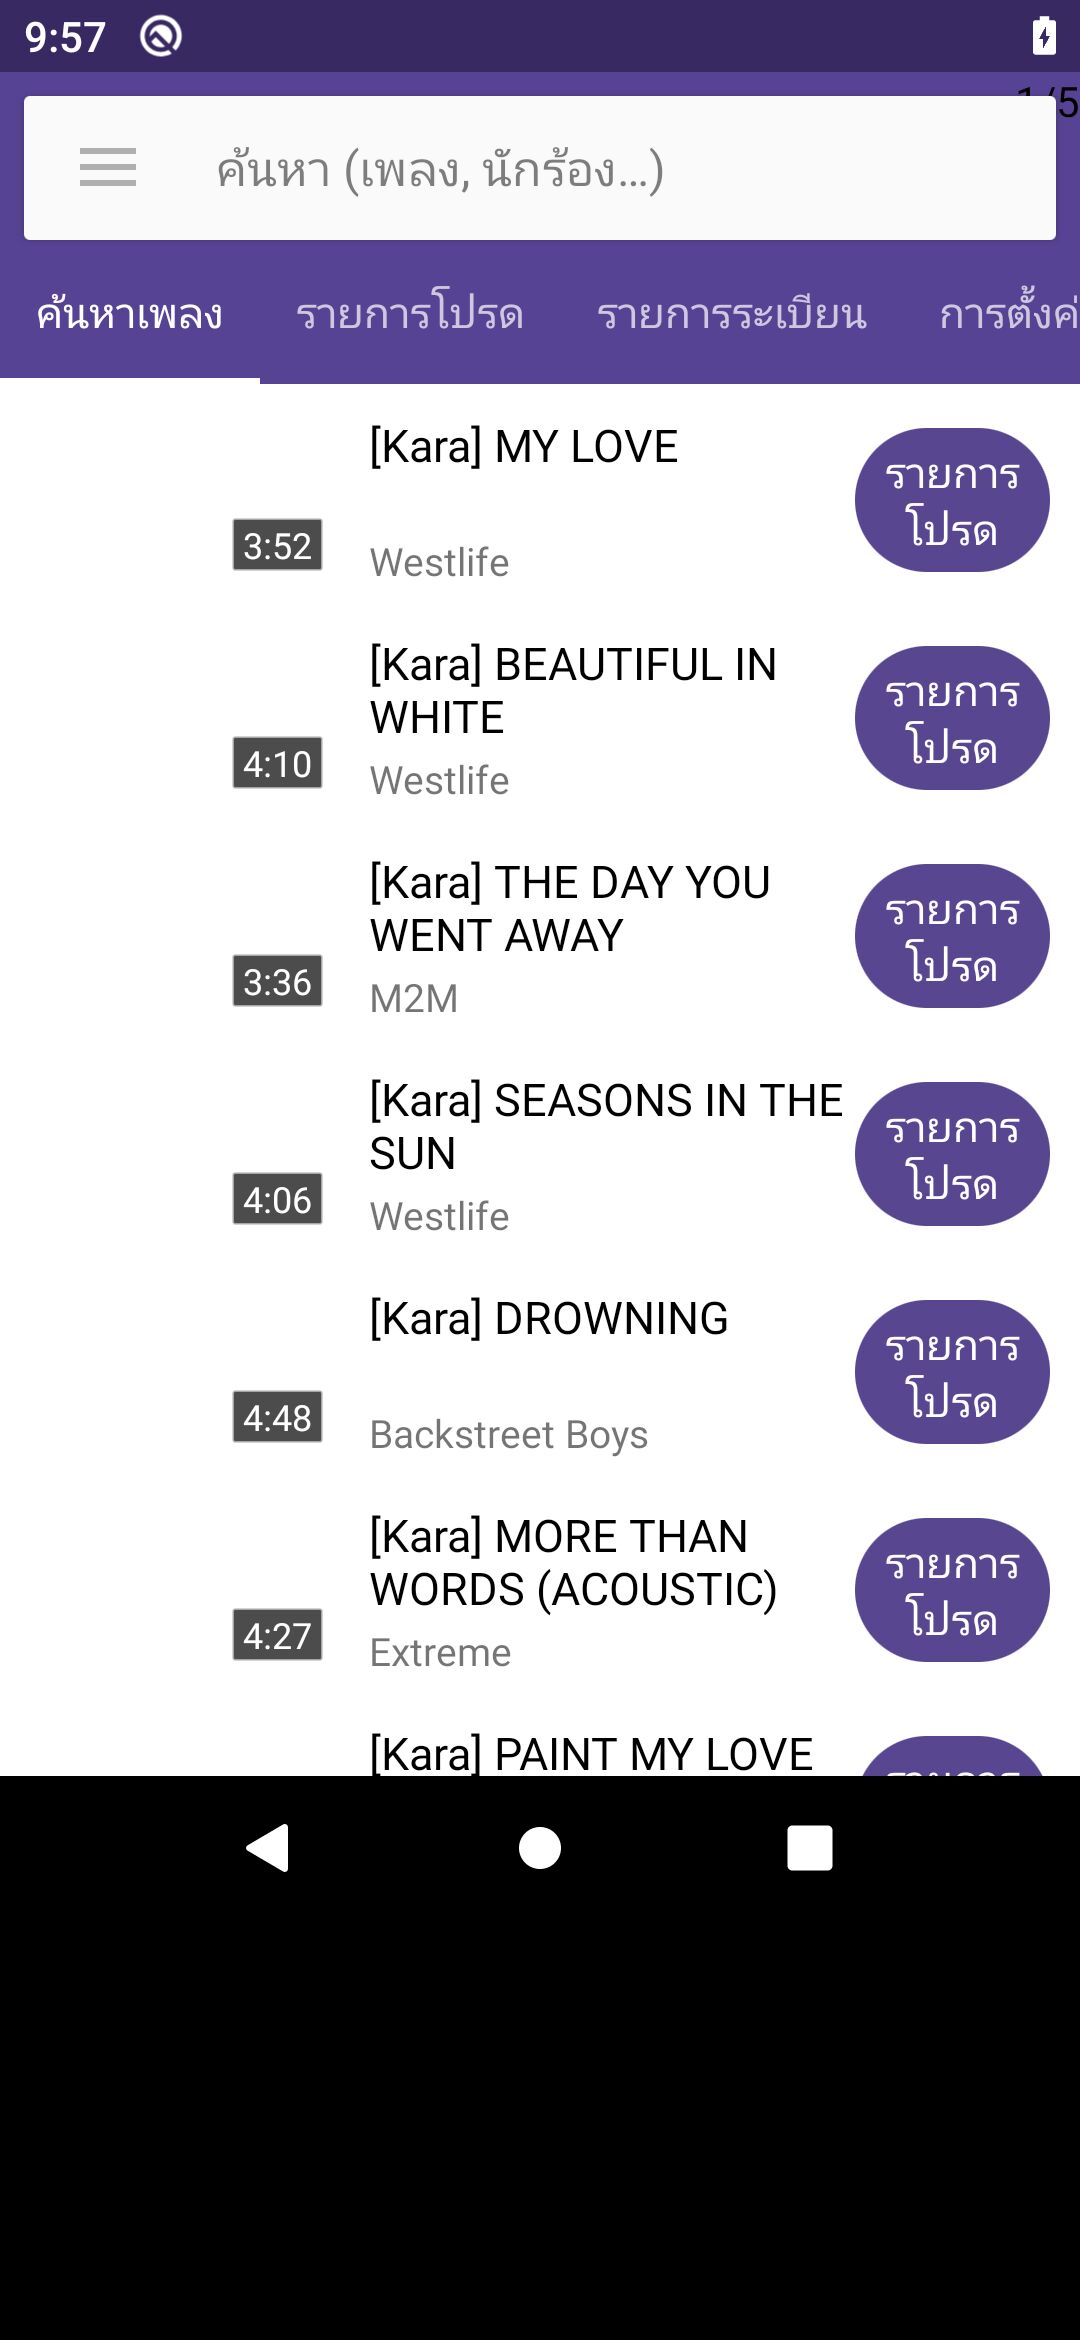 9:57
1/5
ค้นหา (เพลง, นักร้อง...)
ค้นหาเพลง รายการโปรด รายการระเบียน การตั้งค่
[Kara] MY LOVE
3:52
Westlife
รายการ
โปรด
[Kara] BEAUTIFUL IN
WHITE
4:10
Westlife
รายการ
โปรด
[Kara] THE DAY YOU
WENT AWAY
3:36
M2M
รายการ
โปรด
[Kara] SEASONS IN THE
SUN
4:06
Westlife
รายการ
โปรด
[Kara] DROWNING
4:48
Backstreet Boys
รายการ
โปรด
[Kara] MORE THAN
WORDS (ACOUSTIC)
4:27
Extreme
รายการ
โปรด
[Kara] PAINT MY LOVE